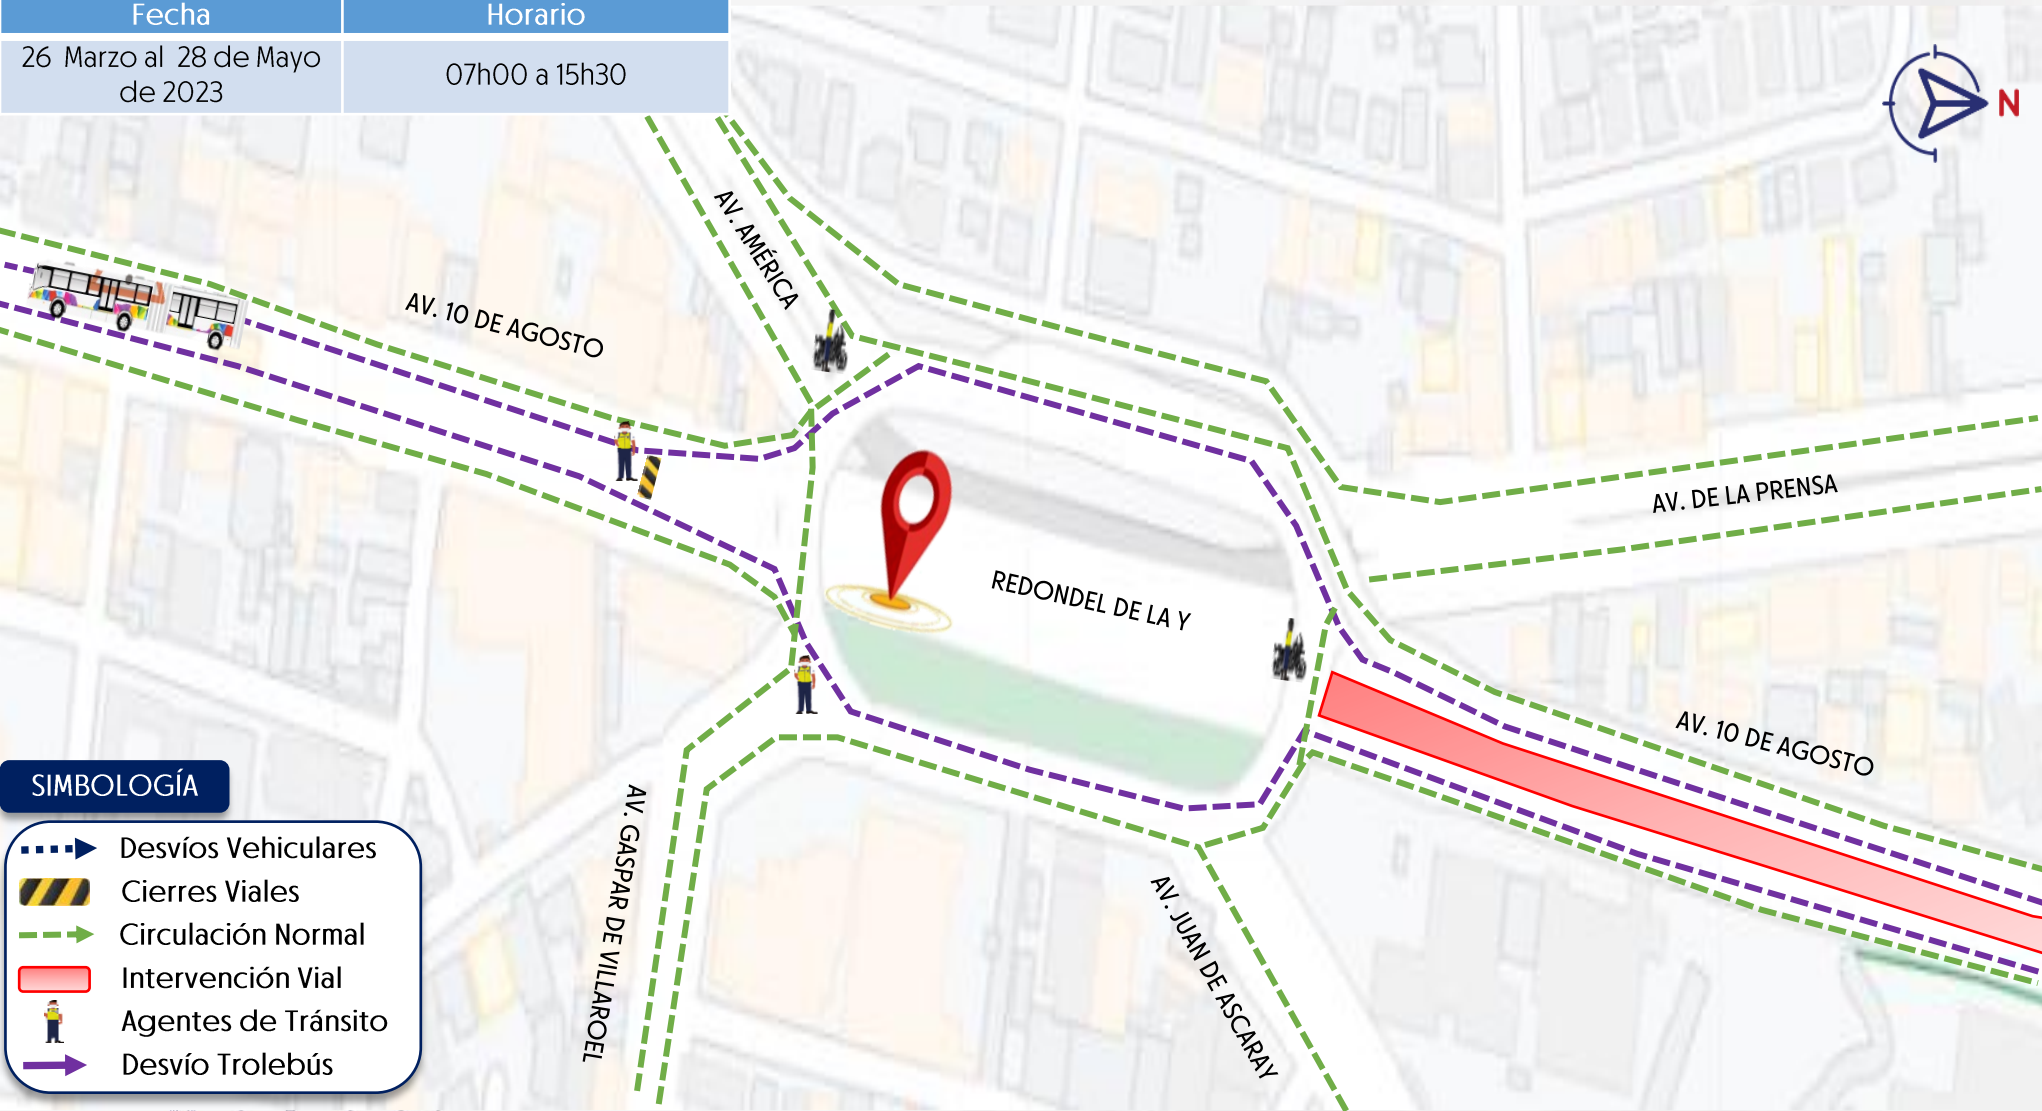 Fecha
Horario
26 Marzo al 28 de Mayo
de 2023
07h00 a 15h30
N
AV. AMÉRICA
AV. 10 DE AGOSTO
AV. DE LA PRENSA
REDONDEL DE LA Y
AV. 10 DE AGOSTO
AV. GASPAR DE VILLAROEL
AV. JUAN DE ASCARAY
SIMBOLOGÍA
Desvíos Vehiculares
Cierres Viales
Circulación Normal
Intervención Vial
Agentes de Tránsito
Desvío Trolebús